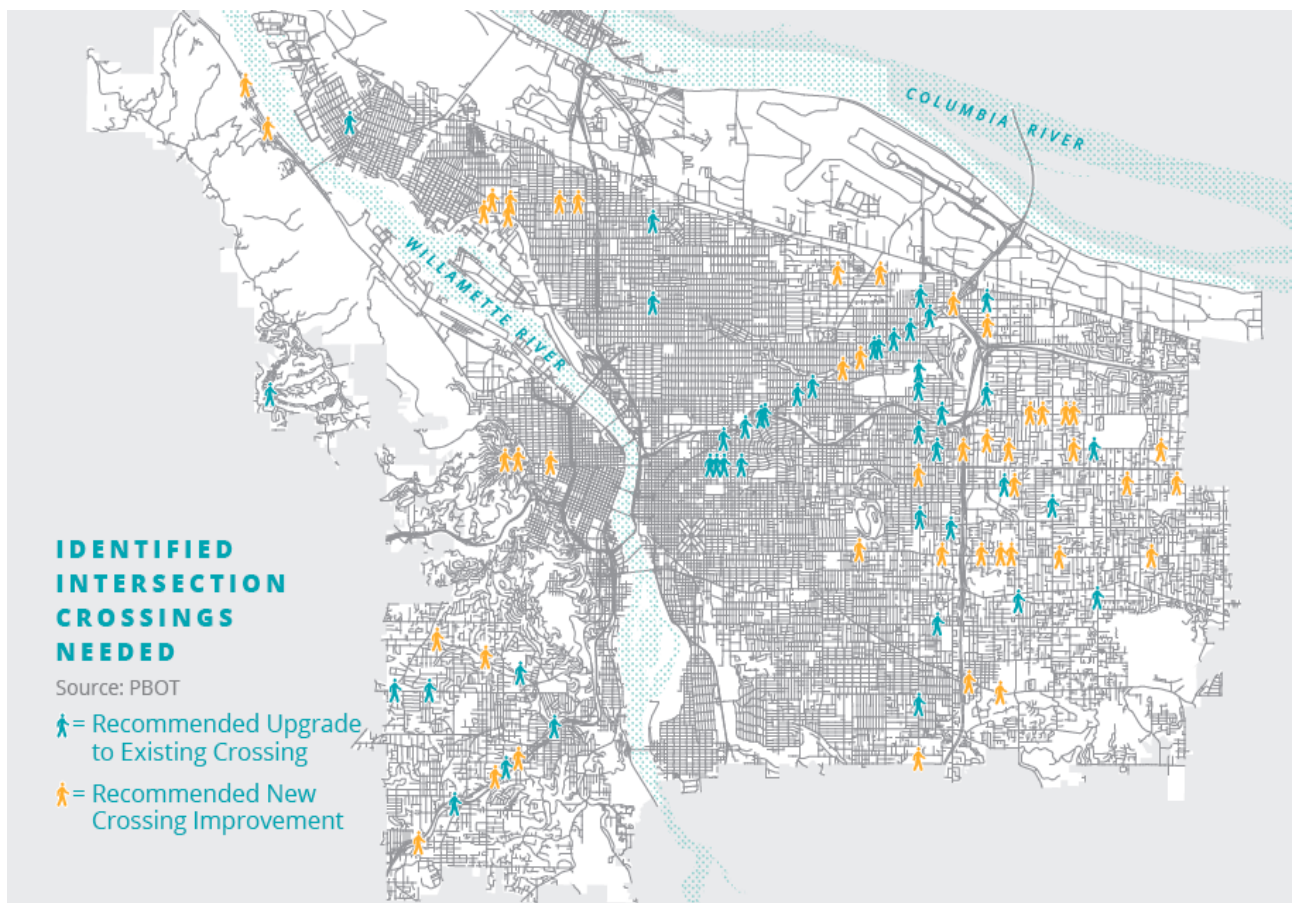 COLUMBIA RIVER
WILLAMETTE RIVER
IDENTIFIED
INTERSECTION
CROSSINGS
NEEDED
Source: PBOT
= Recommended Upgrade
to Existing Crossing
= Recommended New
Crossing Improvement